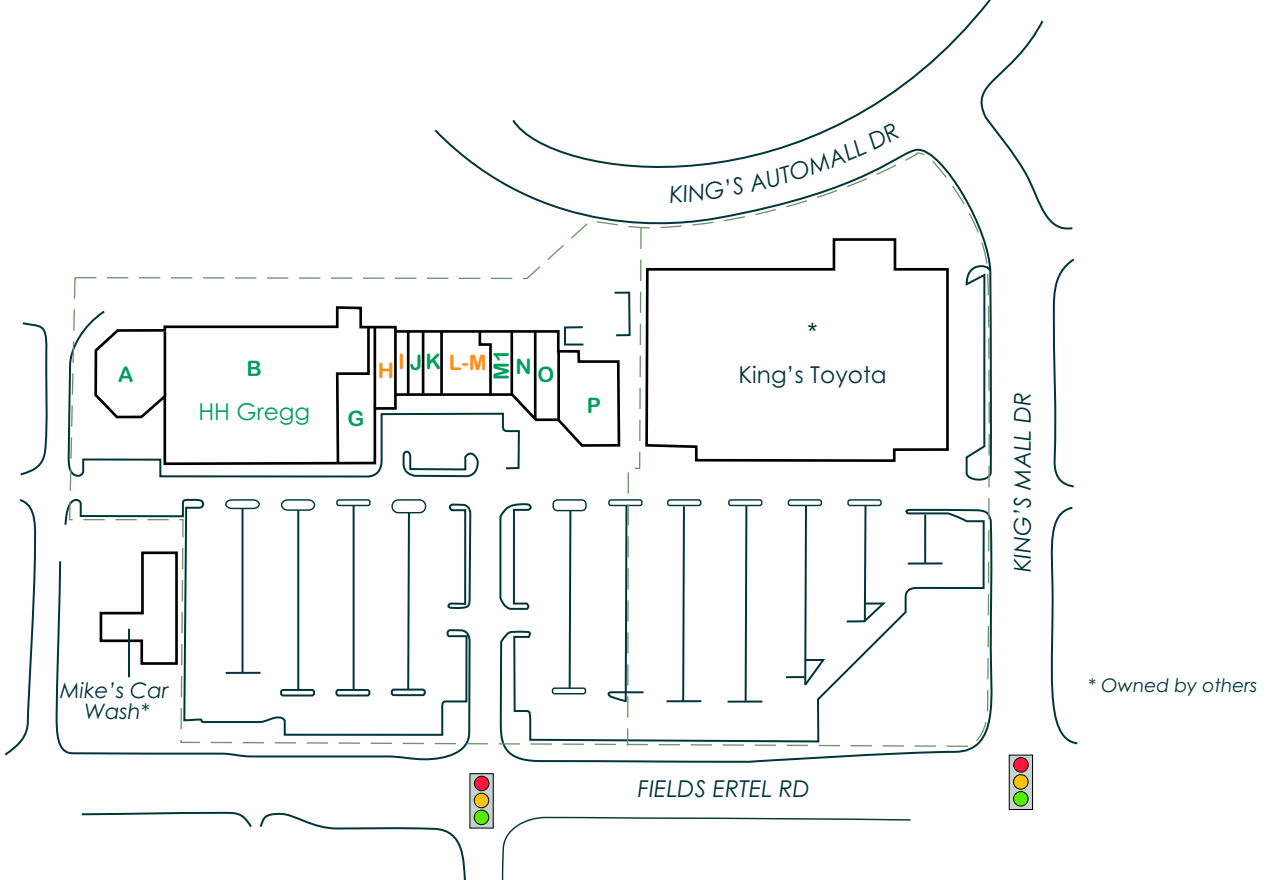 KING'S AUTOMALL DR
*
King's Toyota
A
B
HH Gregg
G
H
I
J
K
L-M
M1
N
O
P
KING'S MALL DR
Mike's Car
Wash*
* Owned by others
FIELDS ERTEL RD